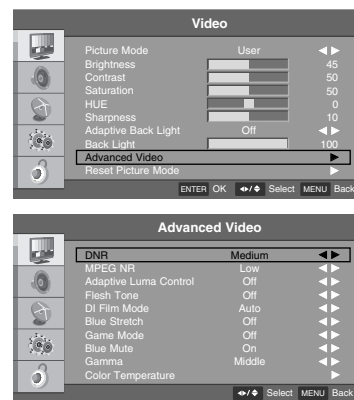 Video
Picture Mode User
Brightness 45
Contrast 50
Saturation 50
HUE 0
Sharpness 10
Adaptive Back Light Off
Back Light 100
Advanced Video
Reset Picture Mode
ENTER OK Select MENU Back
Advanced Video
DNR Medium
MPEG NR Low
Adaptive Luma Control Off
Flesh Tone Off
DI Film Mode Auto
Blue Stretch Off
Game Mode Off
Blue Mute On
Gamma Middle
Color Temperature
Select MENU Back